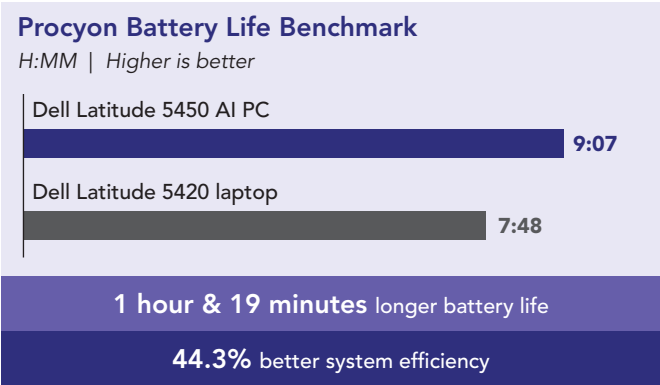 Procyon Battery Life Benchmark
H:MM | Higher is better
Dell Latitude 5450 AI PC
9:07
Dell Latitude 5420 laptop
7:48
1 hour & 19 minutes longer battery life
44.3% better system efficiency